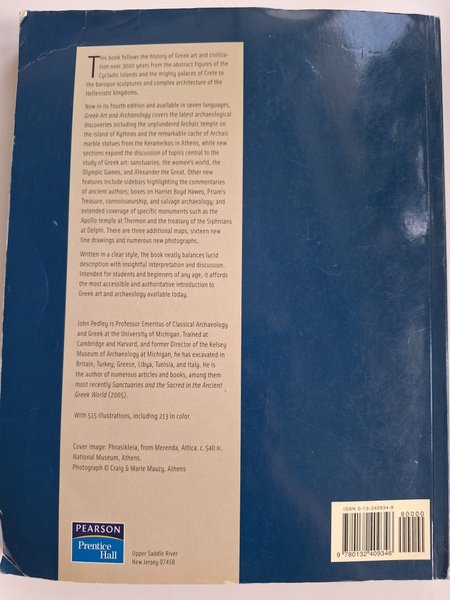 This book follows the history of Greek art and civiliza-
tion over 3000 years from the abstract figures of the
Cycladic islands and the mighty palaces of Crete to
the baroque sculptures and complex architecture of the
Hellenistic kingdoms.
Now in its fourth edition and available in seven languages,
Greek Art and Archaeology covers the latest archaeological
discoveries including the unplundered Archaic temple on
the island of Kythnos and the remarkable cache of Archaic
marble statues from the Kerameikos in Athens, while
new sections expand the discussion of topics central to the
study of Greek art: sanctuaries, the women's world, the
Olympic Games, and Alexander the Great. Other new
features include sidebars highlighting the commentaries
of ancient authors; boxes on Harriet Boyd Hawes, Priam's
Treasure, connoisseurship, and salvage archaeology; and
extended coverage of specific monuments such as the
Apollo temple at Thermon and the treasury of the Siphnians
at Delphi. There are three additional maps, sixteen new
line drawings and numerous new photographs.
Written in a clear style, the book neatly balances lucid
description with insightful interpretation and discussion.
Intended for students and beginners of any age, it affords
the most accessible and authoritative introduction to
Greek art and archaeology available today.
John Pedley is Professor Emeritus of Classical Archaeology
and Greek at the University of Michigan. Trained at
Cambridge and Harvard, and former Director of the Kelsey
Museum of Archaeology at Michigan, he has excavated in
Britain, Turkey, Greece, Libya, Tunisia, and Italy. He is
the author of numerous articles and books, among them
most recently Sanctuaries and the Sacred in the Ancient
Greek World (2005).
With 515 illustrations, including 213 in color.
Cover image: Phrasikleia, from Merenda, Attica. c. 540 BC.
National Museum, Athens.
Photograph © Craig & Marie Mauzy, Athens
PEARSON
Prentice
Hall
Upper Saddle River
New Jersey 07458
ISBN 0-13-240934-8
90000
9 780132 409346